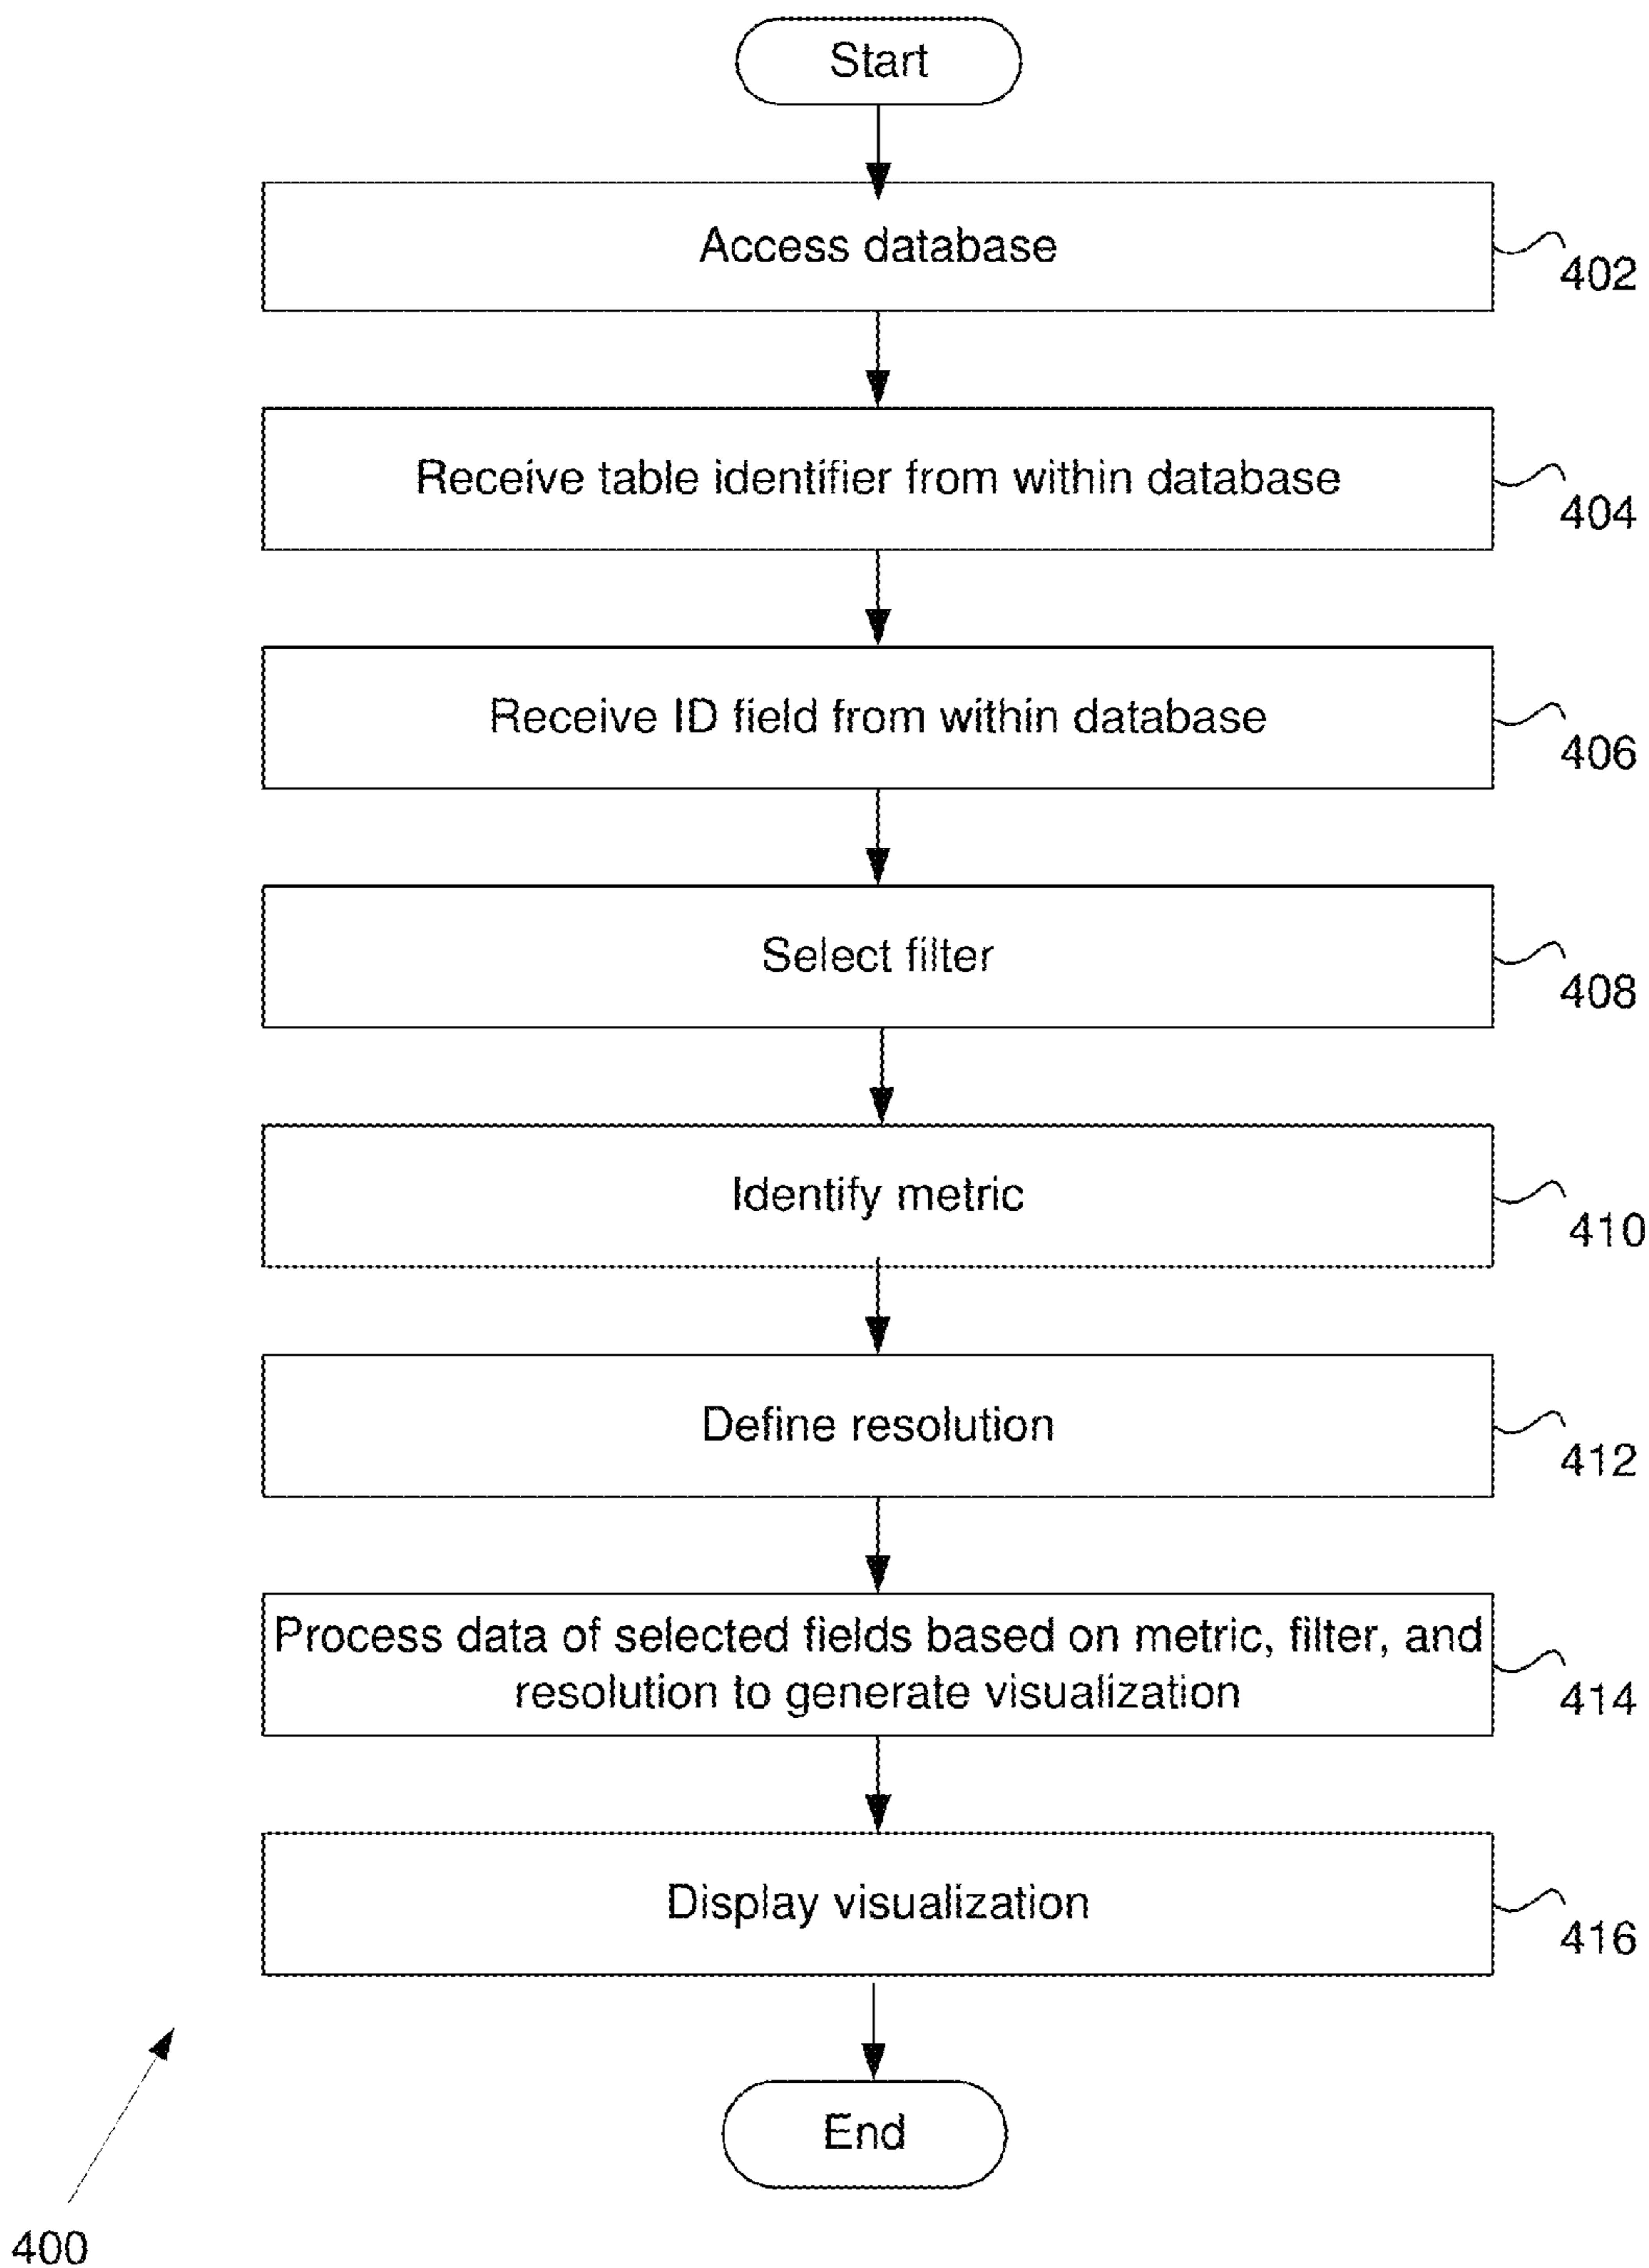 Start
Access database
402
Receive table identifier from within database
404
Receive ID field from within database
406
Select filter
408
Identify metric
410
Define resolution
412
Process data of selected fields based on metric, filter, and
resolution to generate visualization
414
Display visualization
416
End
400